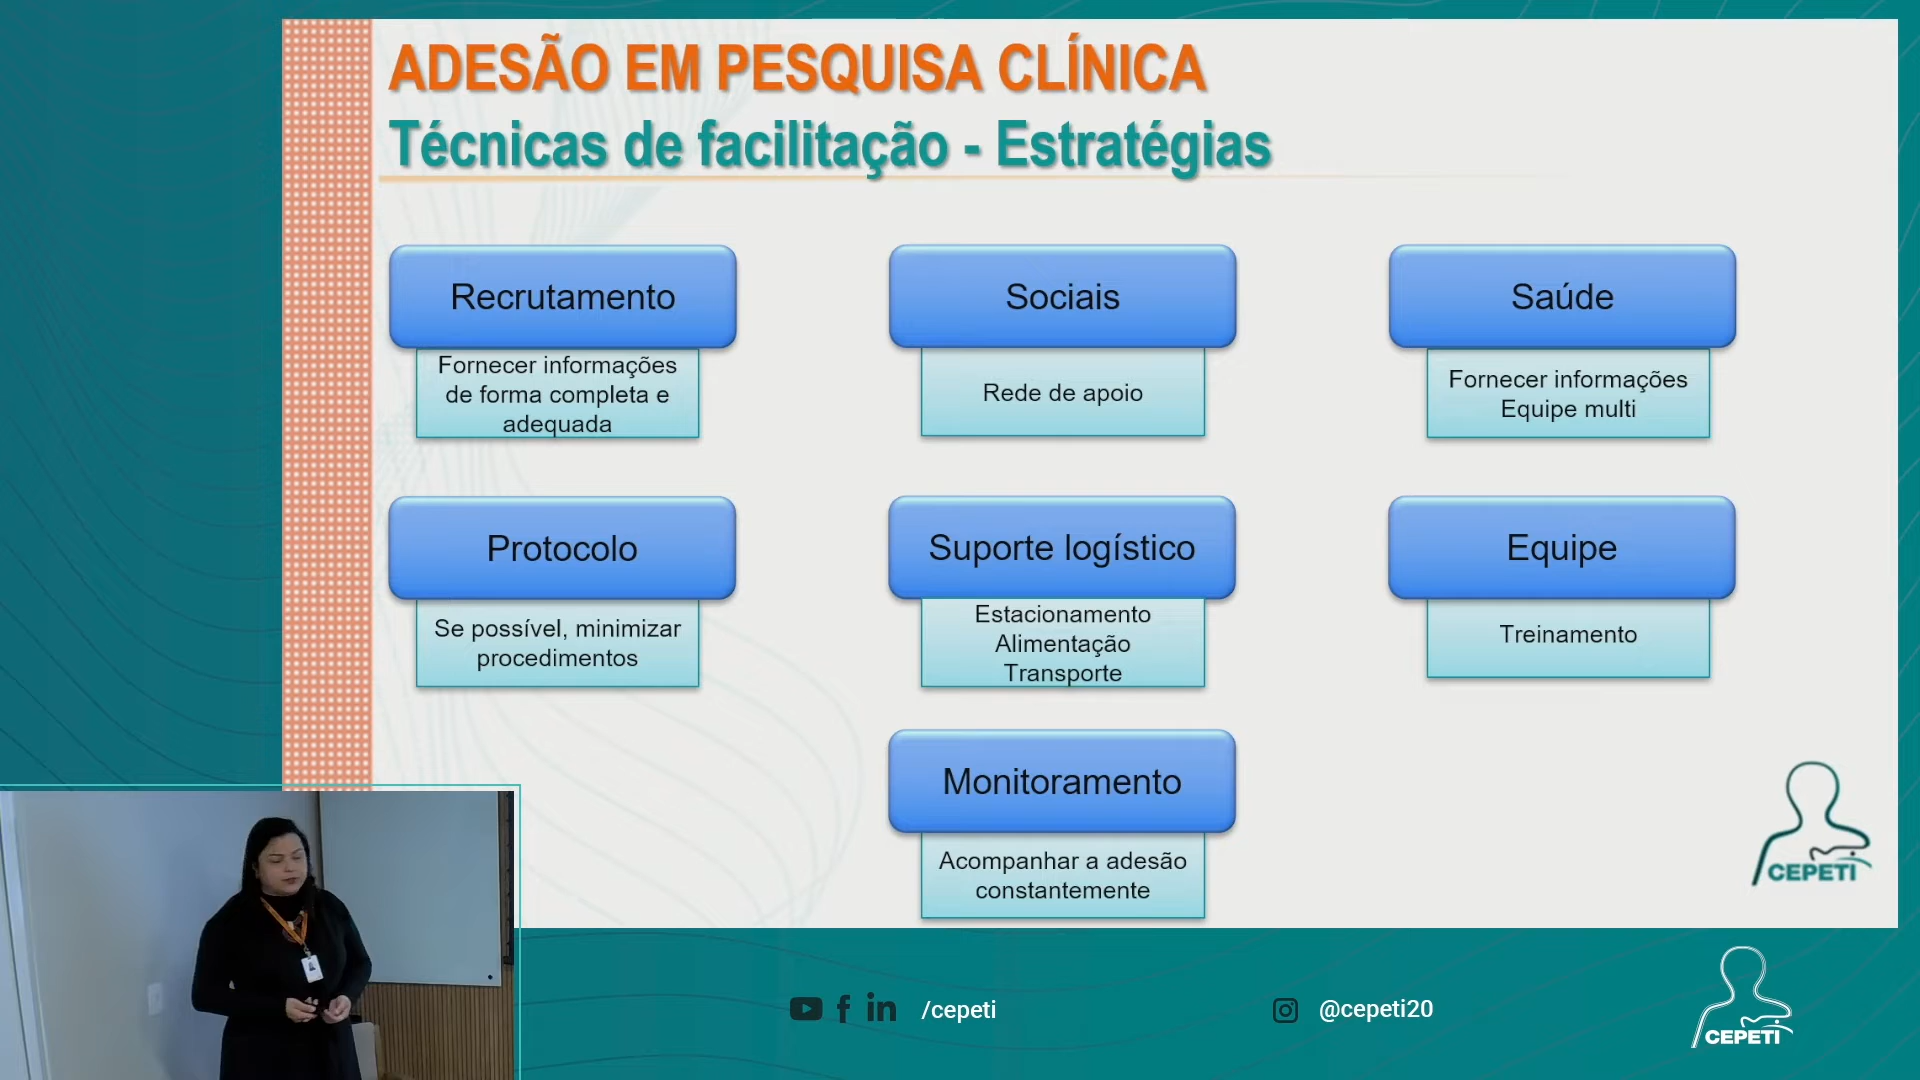 ADESÃO EM PESQUISA CLÍNICA
Técnicas de facilitação - Estratégias
Recrutamento
Fornecer informações
de forma completa e
adequada
Sociais
Rede de apoio
Saúde
Fornecer informações
Equipe multi
Protocolo
Se possível, minimizar
procedimentos
Suporte logístico
Estacionamento
Alimentação
Transporte
Equipe
Treinamento
Monitoramento
Acompanhar a adesão
constantemente
CEPETI
/cepeti
@cepeti20
CEPETI